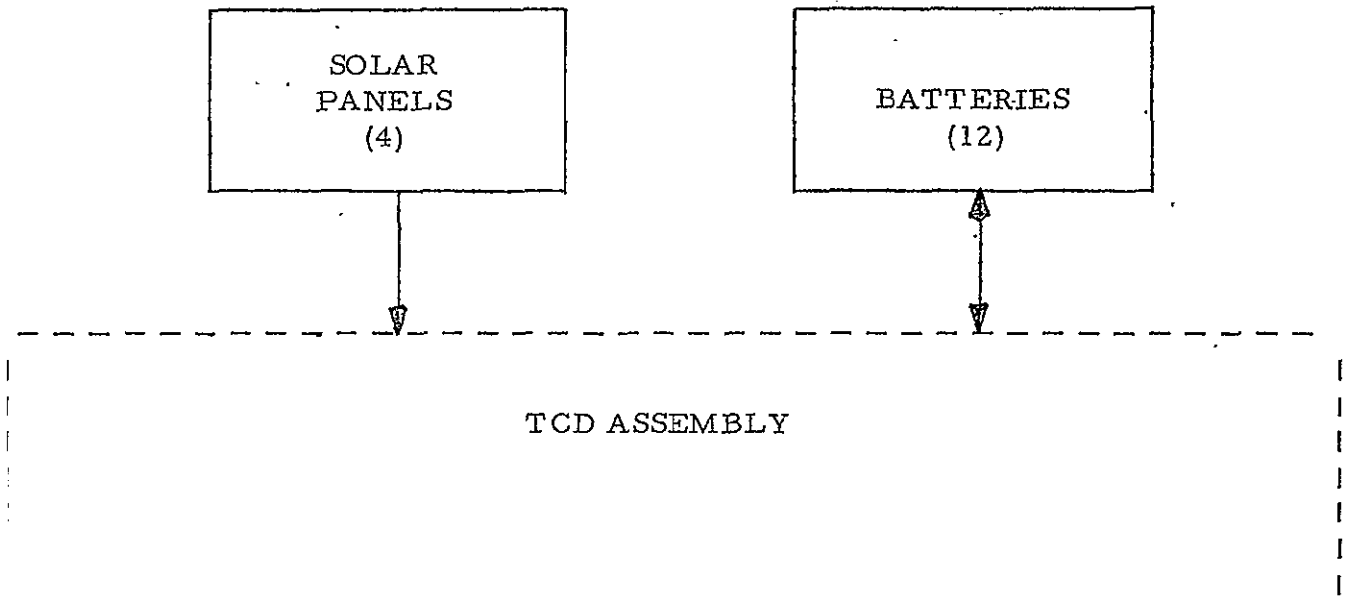 SOLAR
PANELS
(4)
BATTERIES
(12)
TCD ASSEMBLY